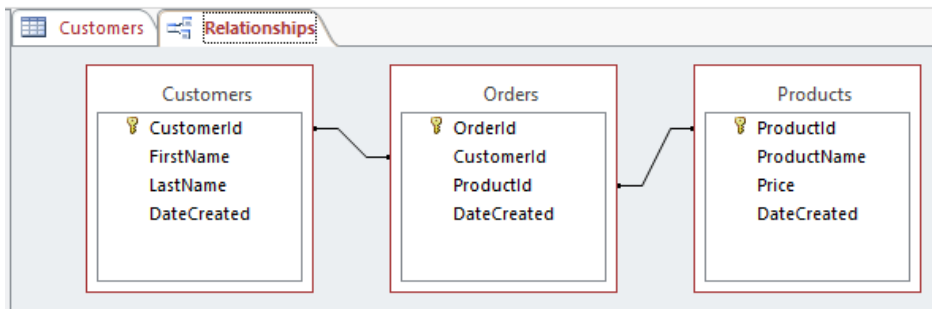 Customers
Relationships
Customers
CustomerId
FirstName
LastName
DateCreated
Orders
OrderId
CustomerId
ProductId
DateCreated
Products
ProductId
ProductName
Price
DateCreated